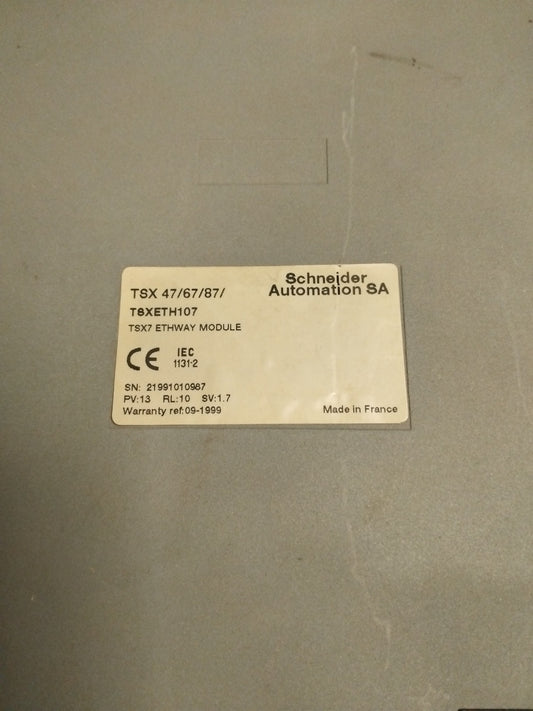 TSX 47/67/87/
Schneider
Automation SA
TSXETH107
TSX7 ETHWAY MODULE
CE
IEC
1131-2
SN: 21991010967
PV:13 RL:10 SV:1.7
Warranty ref:09-1999
Made in France